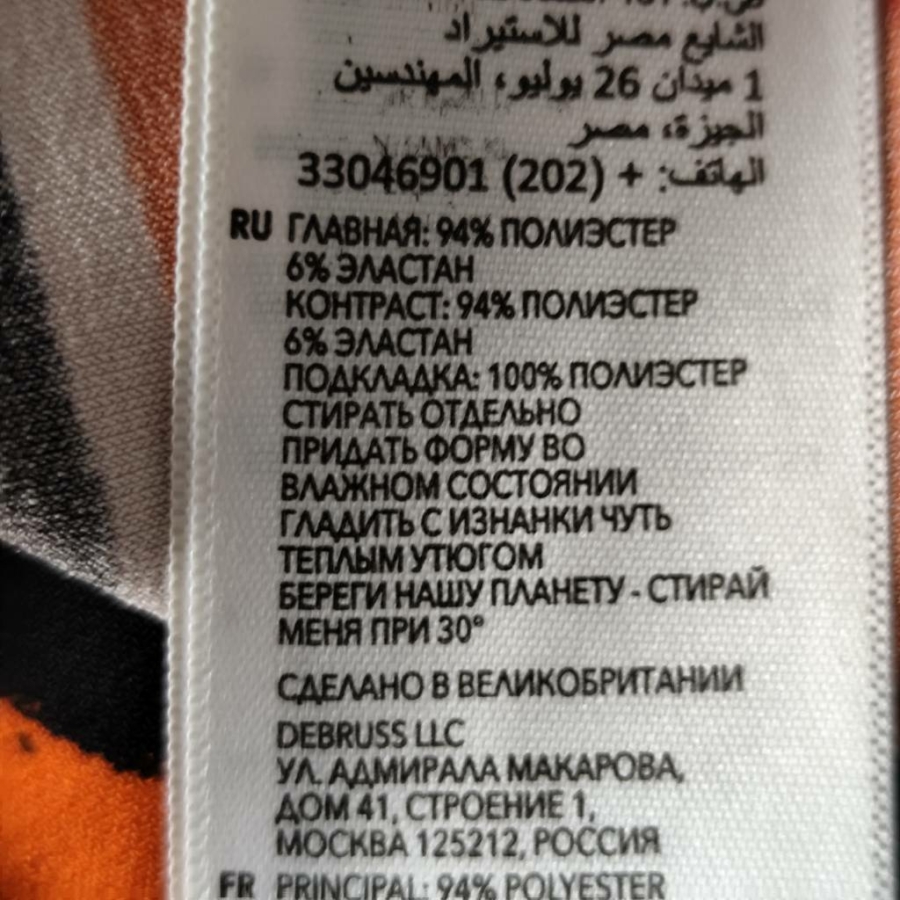 الشايع مصر للاستيراد
1 ميدان 26 يوليو، المهندسين
الجيزة، مصر
الهاتف: + (202) 33046901
RU ГЛАВНАЯ: 94% ПОЛИЭСТЕР
6% ЭЛАСТАН
КОНТРАСТ: 94% ПОЛИЭСТЕР
6% ЭЛАСТАН
ПОДКЛАДКА: 100% ПОЛИЭСТЕР
СТИРАТЬ ОТДЕЛЬНО
ПРИДАТЬ ФОРМУ ВО
ВЛАЖНОМ СОСТОЯНИИ
ГЛАДИТЬ С ИЗНАНКИ ЧУТЬ
ТЕПЛЫМ УТЮГОМ
БЕРЕГИ НАШУ ПЛАНЕТУ - СТИРАЙ
МЕНЯ ПРИ 30°
СДЕЛАНО В ВЕЛИКОБРИТАНИИ
DEBRUSS LLC
УЛ. АДМИРАЛА МАКАРОВА,
ДОМ 41, СТРОЕНИЕ 1,
МОСКВА 125212, РОССИЯ
FR PRINCIPAL: 94% POLYESTER